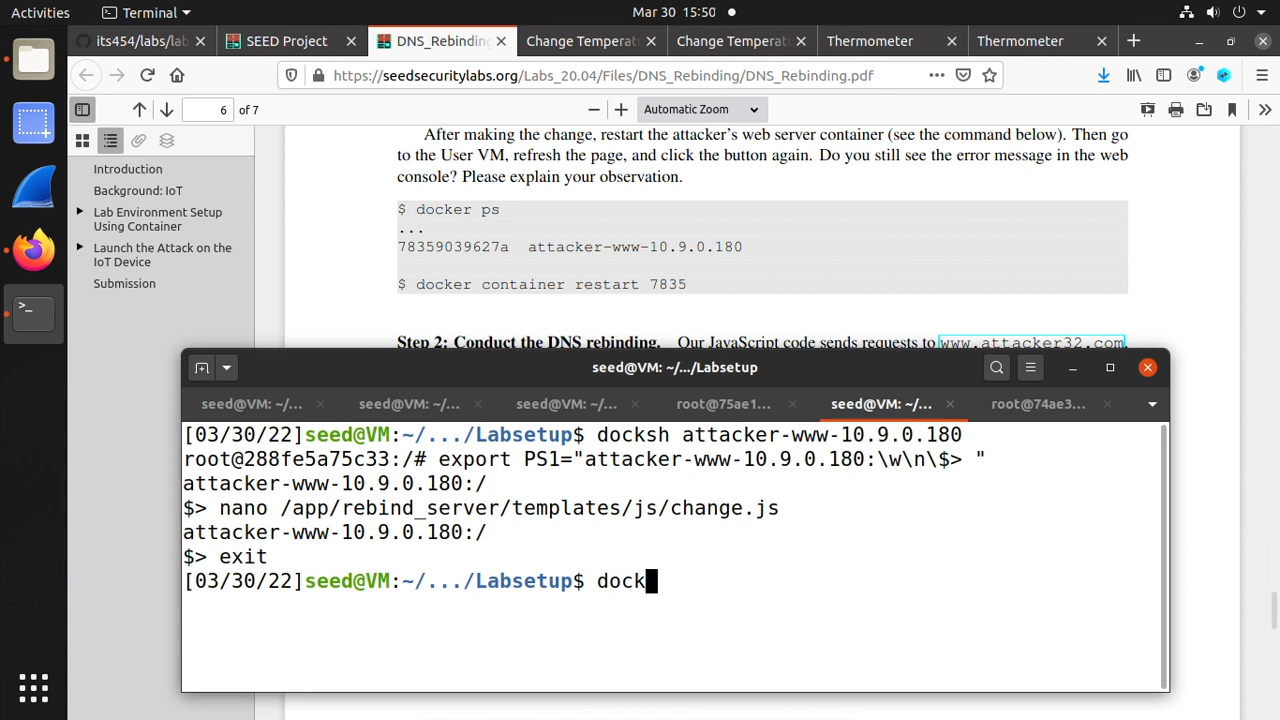 Activities
Terminal
Mar 30 15:50
its454/labs/lab
SEED Project
DNS_Rebinding
Change Temperat
Change Temperat
Thermometer
Thermometer
https://seedsecuritylabs.org/Labs_20.04/Files/DNS_Rebinding/DNS_Rebinding.pdf
6
of 7
Automatic Zoom
Introduction
Background: IoT
Lab Environment Setup
Using Container
Launch the Attack on the
IoT Device
Submission
After making the change, restart the attacker's web server container (see the command below). Then go
to the User VM, refresh the page, and click the button again. Do you still see the error message in the web
console? Please explain your observation.
$ docker ps
...
78359039627a attacker-www-10.9.0.180
$ docker container restart 7835
Step 2: Conduct the DNS rebinding. Our JavaScript code sends requests to www.attacker32.com.
seed@VM: ~/.../Labsetup
seed@VM: ~/...
seed@VM: ~/...
seed@VM: ~/...
root@75ae1...
seed@VM: ~/...
root@74ae3...
[03/30/22]seed@VM:~/.../Labsetup$ docksh attacker-www-10.9.0.180
root@288fe5a75c33:/# export PS1="attacker-www-10.9.0.180:\w\n\$> "
attacker-www-10.9.0.180:/
$> nano /app/rebind_server/templates/js/change.js
attacker-www-10.9.0.180:/
$> exit
[03/30/22]seed@VM:~/.../Labsetup$ dock